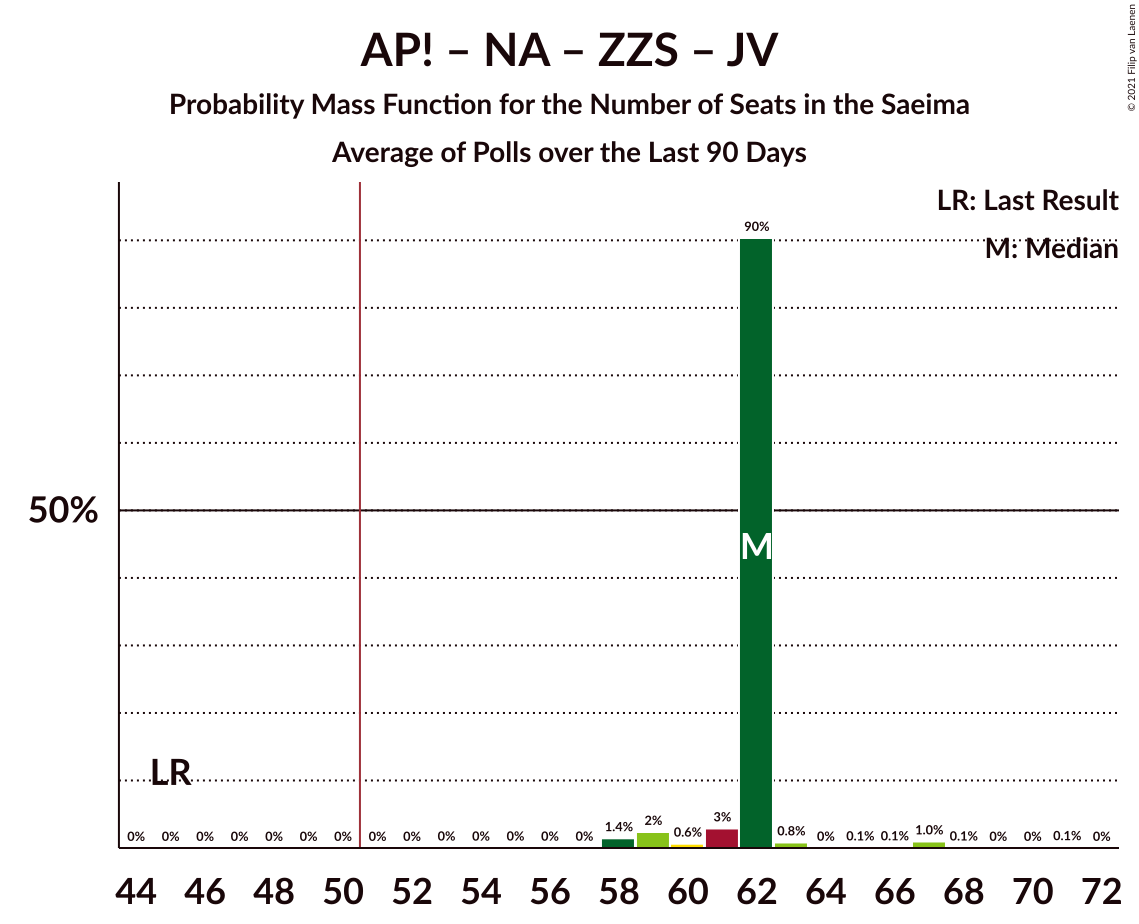 AP! – NA – ZZS – JV
Probability Mass Function for the Number of Seats in the Saeima
Average of Polls over the Last 90 Days
© 2021 Filip van Laenen
LR: Last Result
M: Median
90%
50%
M
LR
0% 0% 0% 0% 0% 0% 0% 0% 0% 0% 0% 0% 0% 0% 1.4% 2% 0.6% 3% 0.8% 0% 0.1% 0.1% 1.0% 0.1% 0% 0% 0.1% 0%
44 46 48 50 52 54 56 58 60 62 64 66 68 70 72